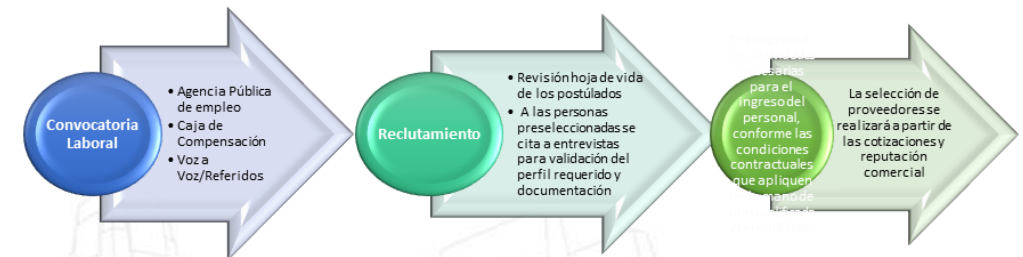 Convocatoria
Laboral
• Agencia Pública
de empleo
• Caja de
Compensación
• Voz a
Voz/Referidos
Reclutamiento
• Revisión hoja de vida
de los postúlados
• A las personas
preseleccionadas se
cita a entrevistas
para validación del
perfil requerido y
documentación
para el
ingreso del
personal,
conforme las
condiciones
contractuales
que apliquen
La selección de
proveedores se
realizará a partir de
las cotizaciones y
reputación
comercial